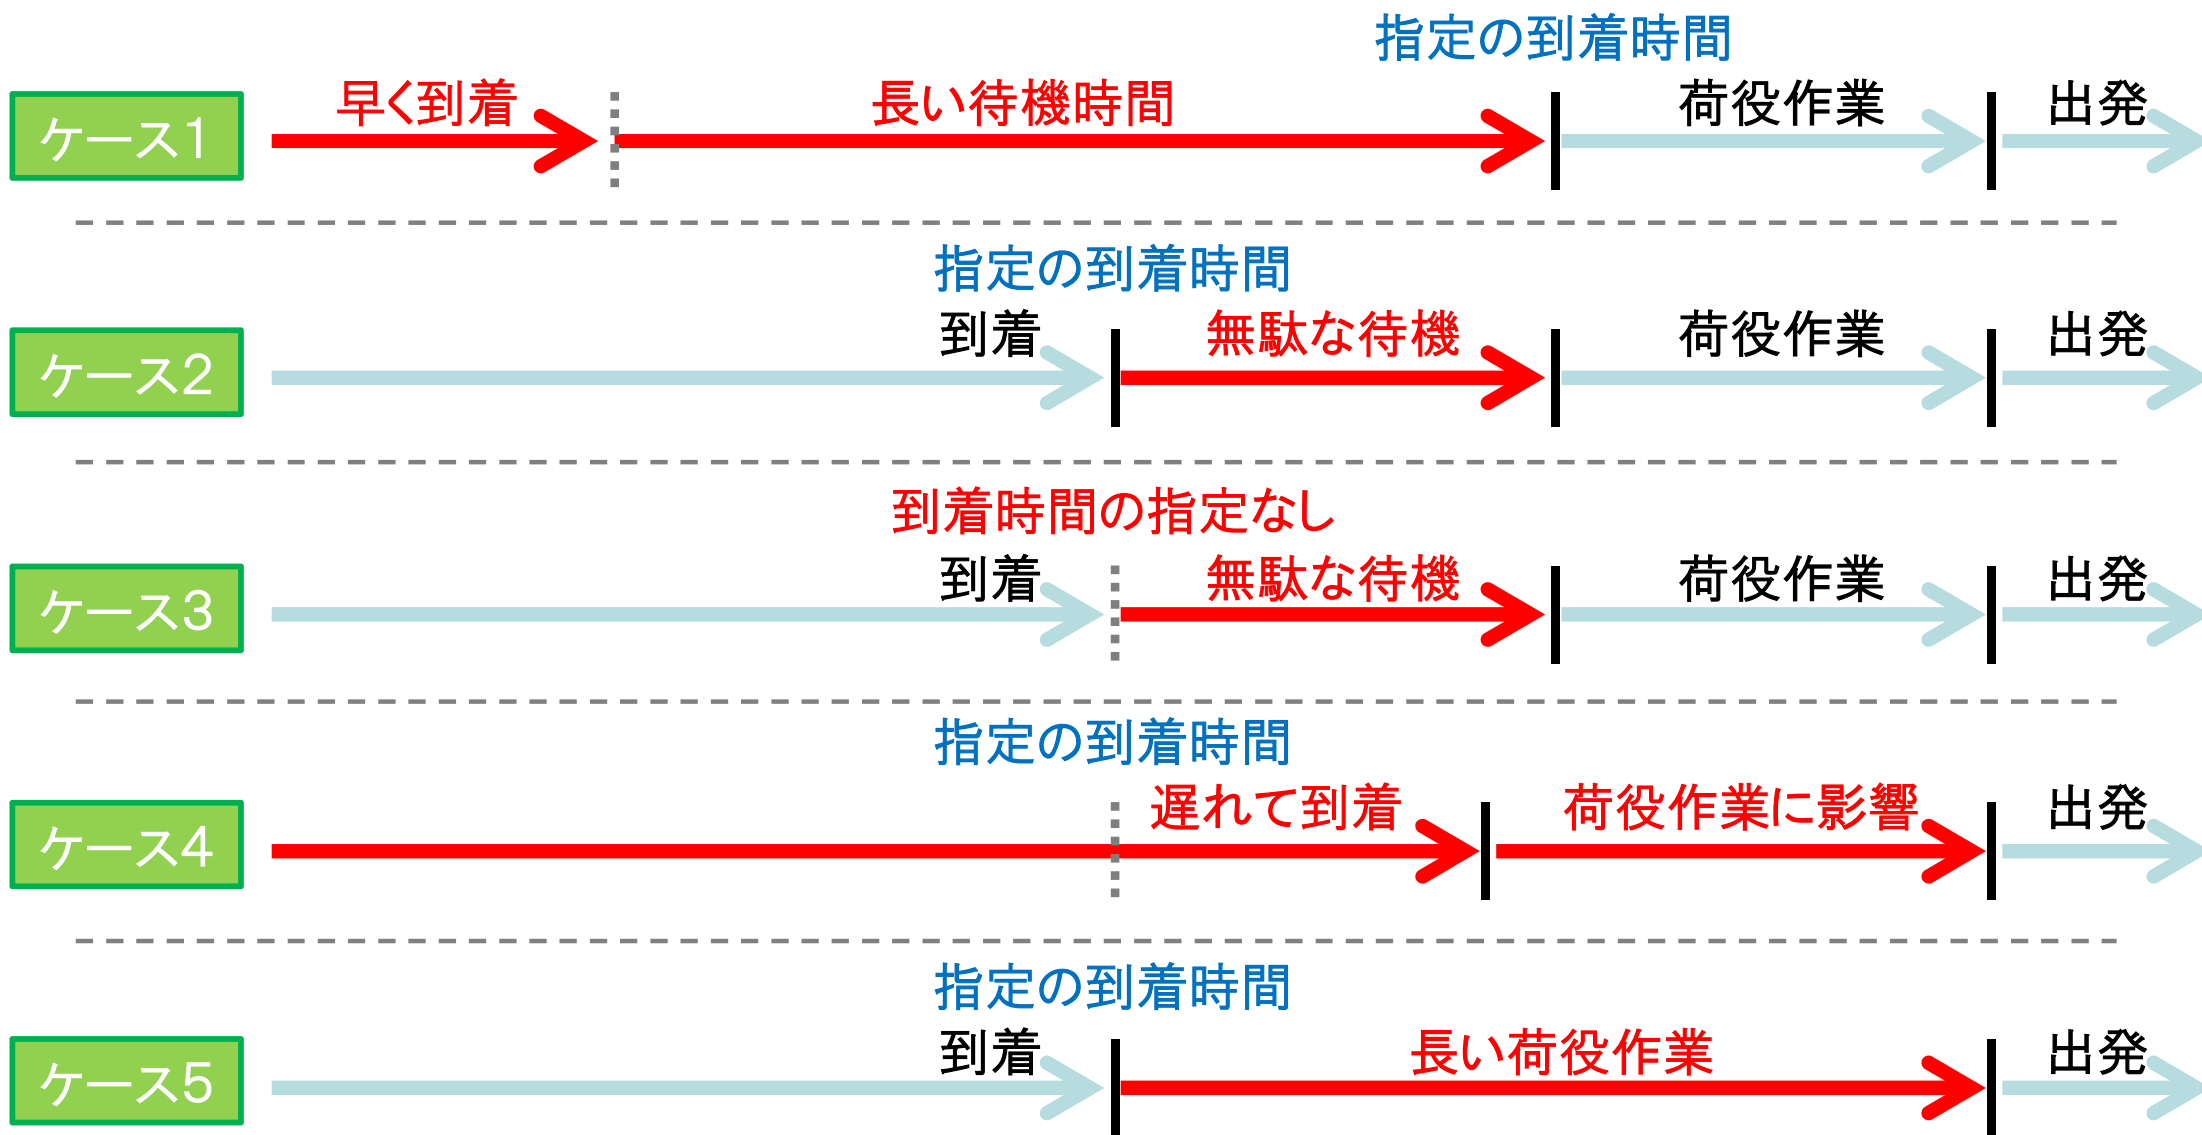 指定の到着時間
ケース1 早く到着 長い待機時間 荷役作業 出発
指定の到着時間
ケース2 到着 無駄な待機 荷役作業 出発
到着時間の指定なし
ケース3 到着 無駄な待機 荷役作業 出発
指定の到着時間
ケース4 遅れて到着 荷役作業に影響 出発
指定の到着時間
ケース5 到着 長い荷役作業 出発